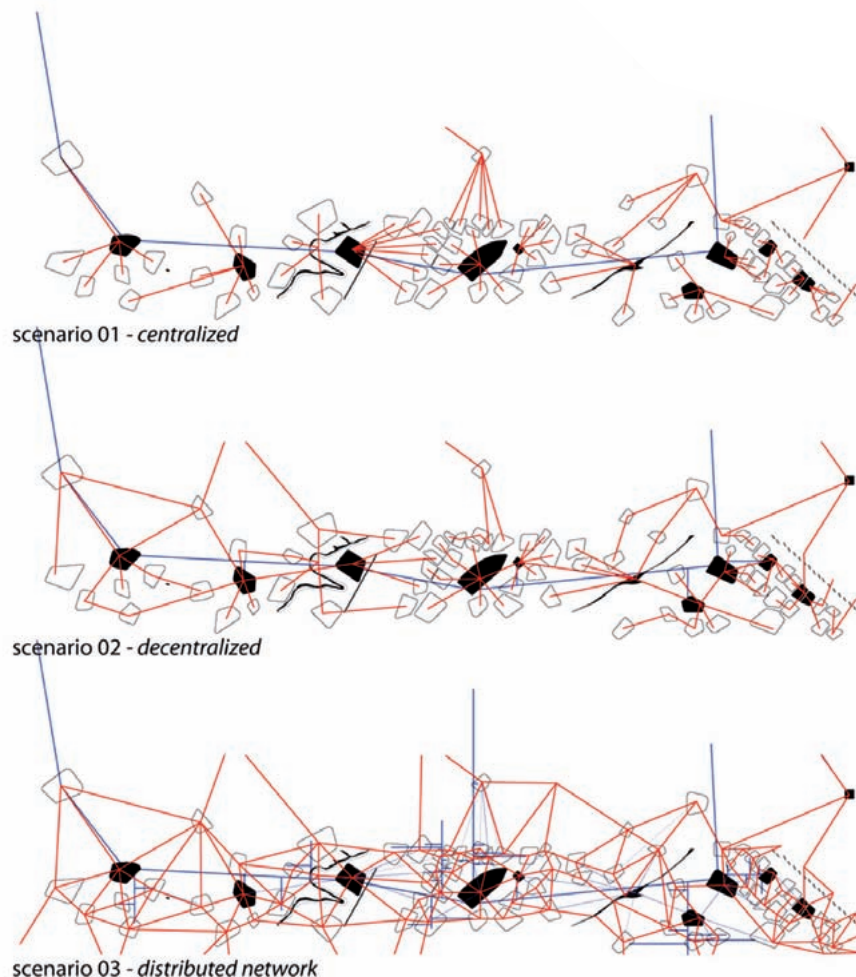 scenario 01 - centralized
scenario 02 - decentralized
scenario 03 - distributed network